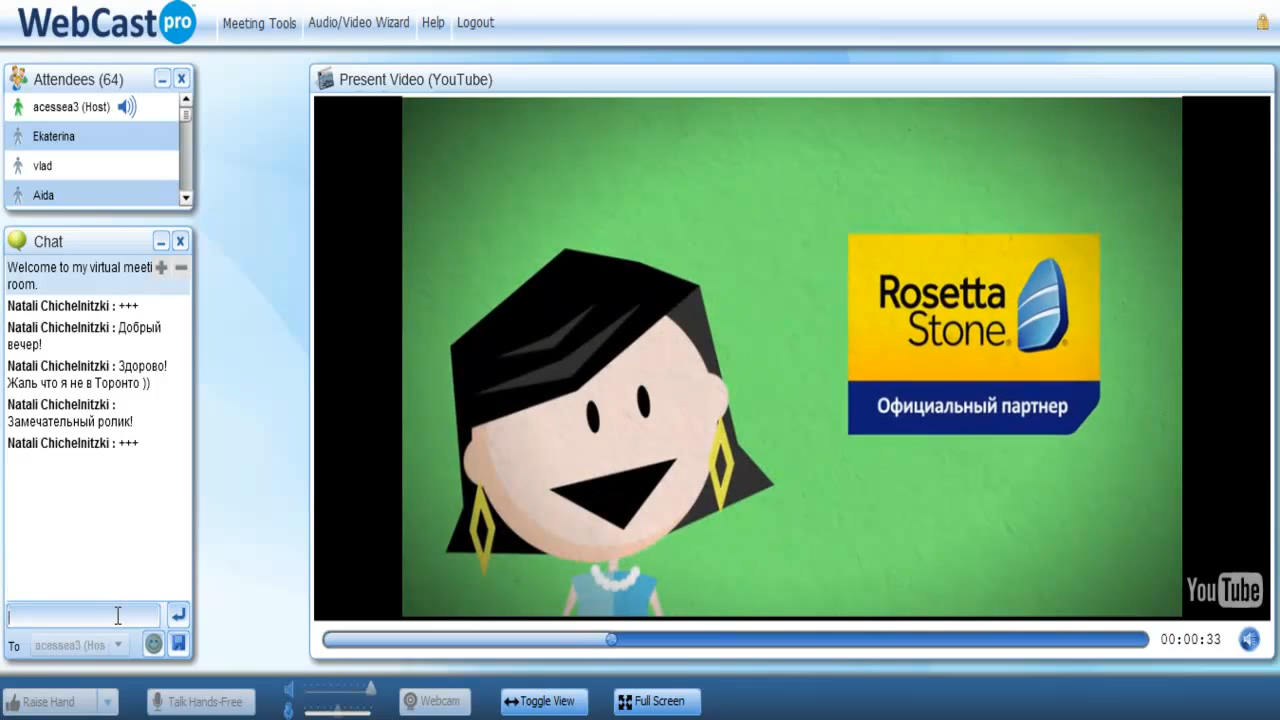 WebCast pro
Meeting Tools
Audio/Video Wizard
Help
Logout
Attendees (64)
acessea3 (Host)
Ekaterina
vlad
Aida
Chat
Welcome to my virtual meeti
room.
Natali Chichelnitzki : +++
Natali Chichelnitzki : Добрый
вечер!
Natali Chichelnitzki : Здорово!
Жаль что я не в Торонто ))
Natali Chichelnitzki :
Замечательный ролик!
Natali Chichelnitzki : +++
To acessea3 (Hos
Present Video (YouTube)
Rosetta
Stone®
Официальный партнер
YouTube
00:00:33
Raise Hand
Talk Hands-Free
Webcam
Toggle View
Full Screen